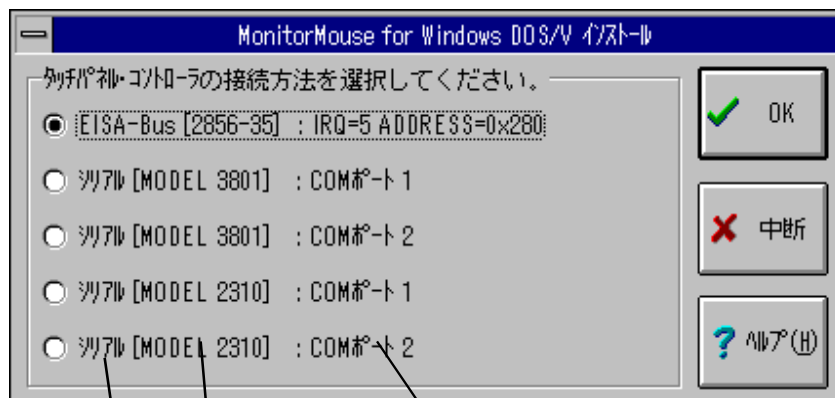 MonitorMouse for Windows DOS/V ｲﾝｽﾄｰﾙ
ﾀｯﾁﾊﾟﾈﾙ･ｺﾝﾄﾛｰﾗの接続方法を選択してください。
EISA-Bus [2856-35] : IRQ=5 ADDRESS=0x280
ｼﾘｱﾙ [MODEL 3801] : COMﾎﾟｰﾄ 1
ｼﾘｱﾙ [MODEL 3801] : COMﾎﾟｰﾄ 2
ｼﾘｱﾙ [MODEL 2310] : COMﾎﾟｰﾄ 1
ｼﾘｱﾙ [MODEL 2310] : COMﾎﾟｰﾄ 2
OK
中断
ﾍﾙﾌﾟ(H)